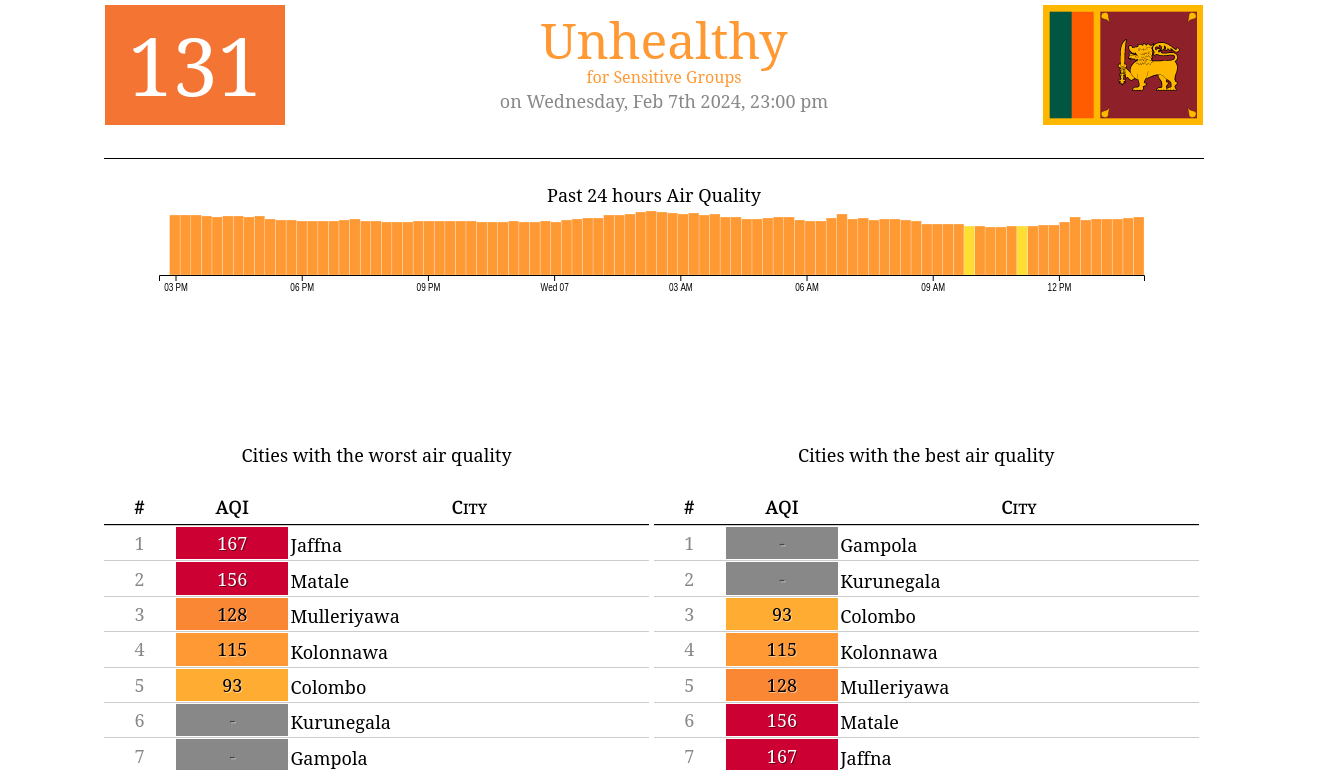 131
Unhealthy
for Sensitive Groups
on Wednesday, Feb 7th 2024, 23:00 pm
Past 24 hours Air Quality
03 PM 06 PM 09 PM Wed 07 03 AM 06 AM 09 AM 12 PM
Cities with the worst air quality
# AQI City
1 167 Jaffna
2 156 Matale
3 128 Mulleriyawa
4 115 Kolonnawa
5 93 Colombo
6 - Kurunegala
7 - Gampola
Cities with the best air quality
# AQI City
1 - Gampola
2 - Kurunegala
3 93 Colombo
4 115 Kolonnawa
5 128 Mulleriyawa
6 156 Matale
7 167 Jaffna